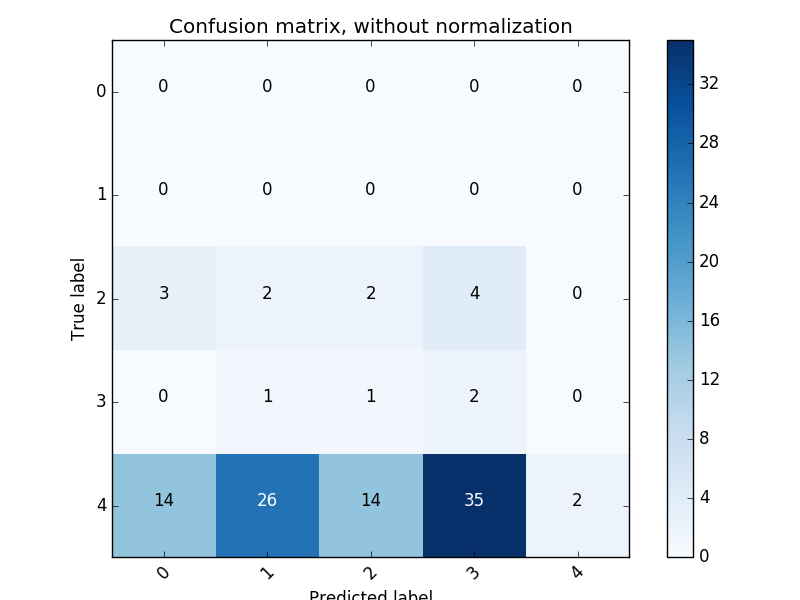 Confusion matrix, without normalization
0 0 0 0 0 0
1 0 0 0 0 0
2 3 2 2 4 0
3 0 1 1 2 0
4 14 26 14 35 2
True label
0 1 2 3 4
Predicted label
32
28
24
20
16
12
8
4
0